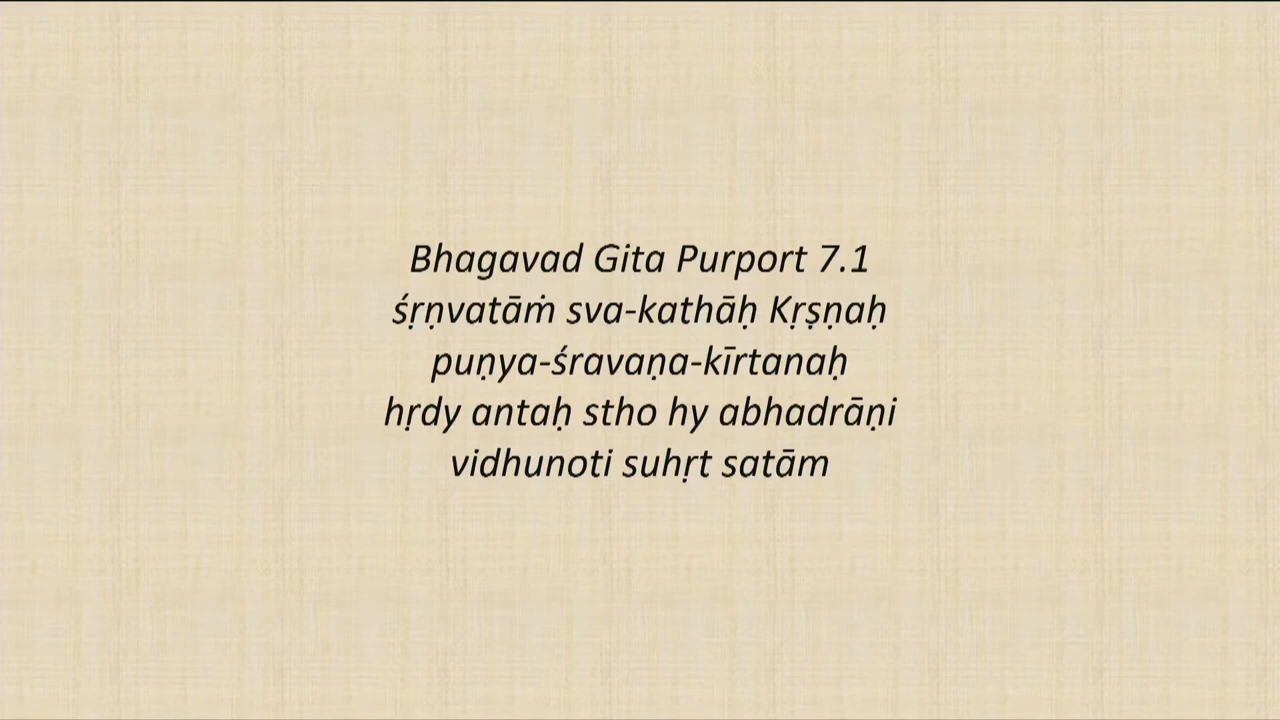 Bhagavad Gita Purport 7.1
śṛṇvatāṁ sva-kathāḥ Kṛṣṇaḥ
puṇya-śravaṇa-kīrtanaḥ
hṛdy antaḥ stho hy abhadrāṇi
vidhunoti suhṛt satām